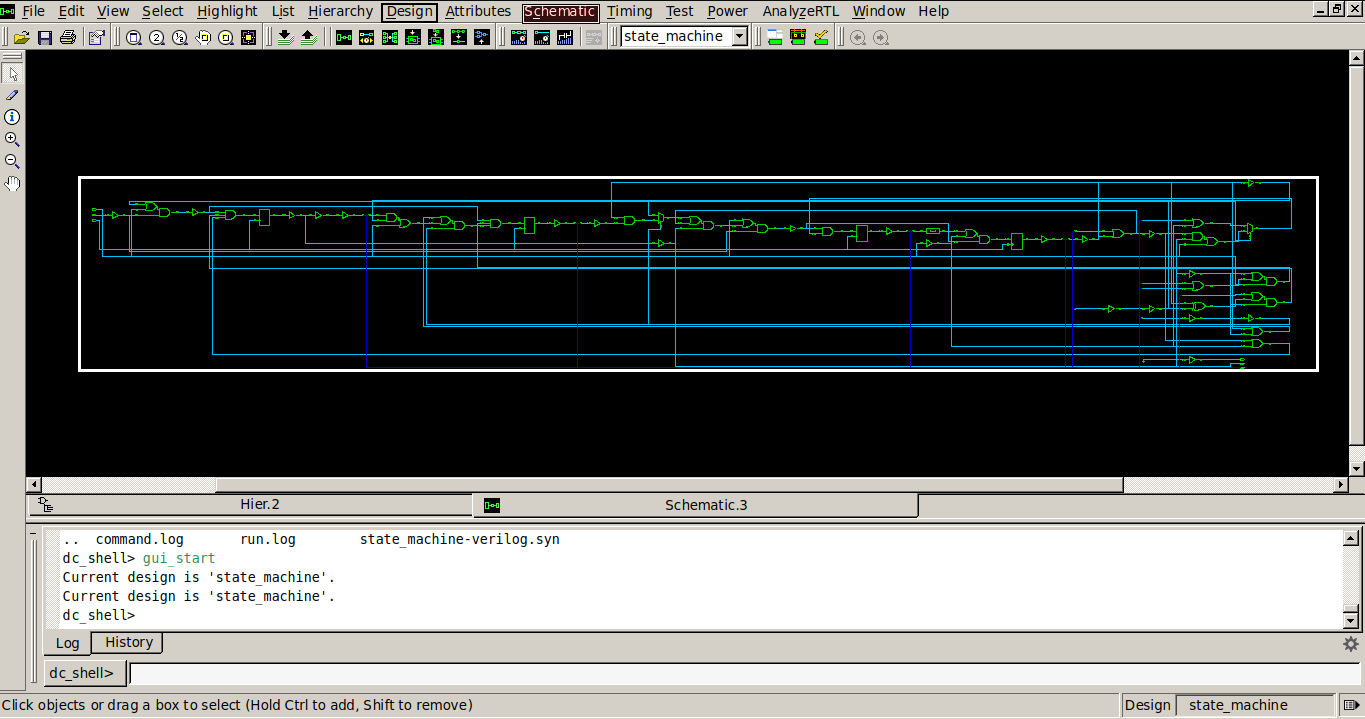 File Edit View Select Highlight List Hierarchy Design Attributes Schematic Timing Test Power AnalyzeRTL Window Help
state_machine
Hier.2 Schematic.3
.. command.log run.log state_machine-verilog.syn
dc_shell> gui_start
Current design is 'state_machine'.
Current design is 'state_machine'.
dc_shell>
Log History
dc_shell>
Click objects or drag a box to select (Hold Ctrl to add, Shift to remove) Design state_machine